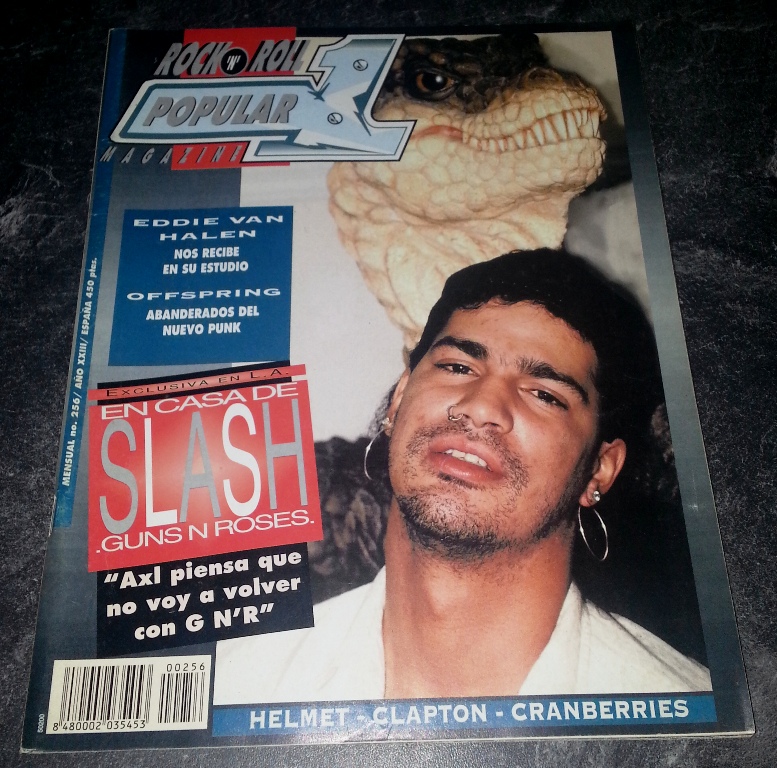 ROCK 'N' ROLL
POPULAR 1
MAGAZINE
EDDIE VAN
HALEN
NOS RECIBE
EN SU ESTUDIO
OFFSPRING
ABANDERADOS DEL
NUEVO PUNK
MENSUAL no. 256/ AÑO XXIII/ ESPAÑA 450 ptas.
EXCLUSIVA EN L.A.
EN CASA DE
SLASH
.GUNS N ROSES.
"Axl piensa que
no voy a volver
con G N'R"
00256
8 480002 035453
00200
HELMET - CLAPTON - CRANBERRIES